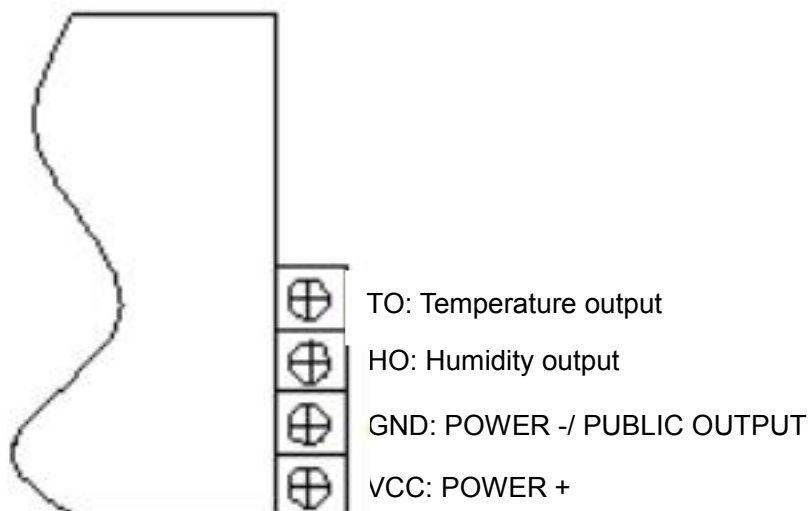 TO: Temperature output
HO: Humidity output
GND: POWER -/ PUBLIC OUTPUT
VCC: POWER +